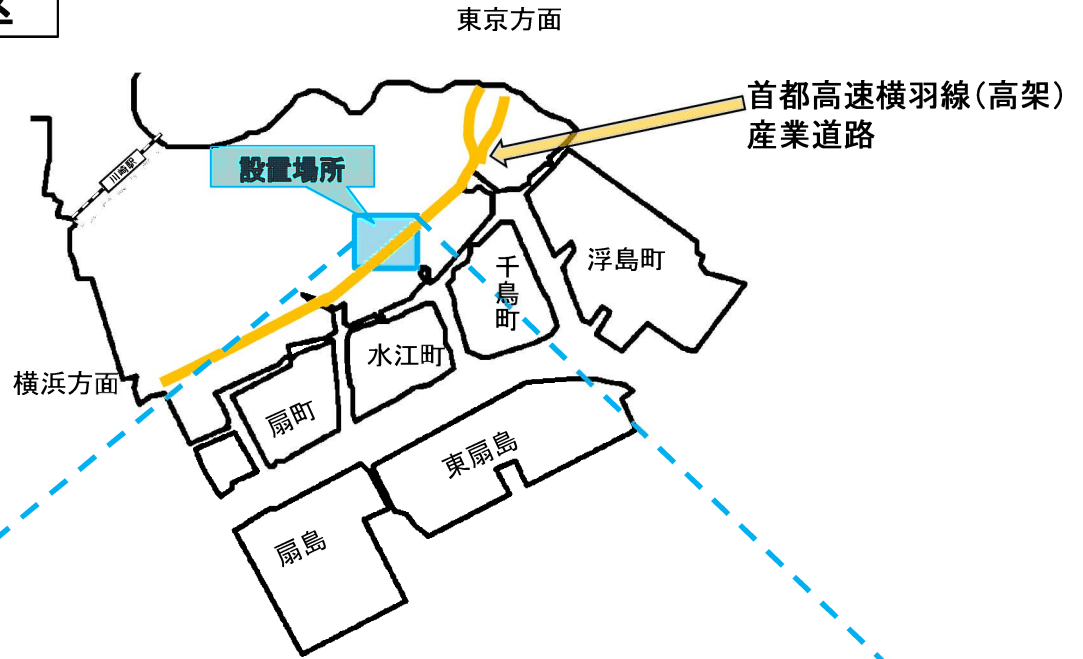 区
東京方面
首都高速横羽線（高架）
産業道路
川崎駅
設置場所
浮島町
千鳥町
水江町
横浜方面
扇町
東扇島
扇島